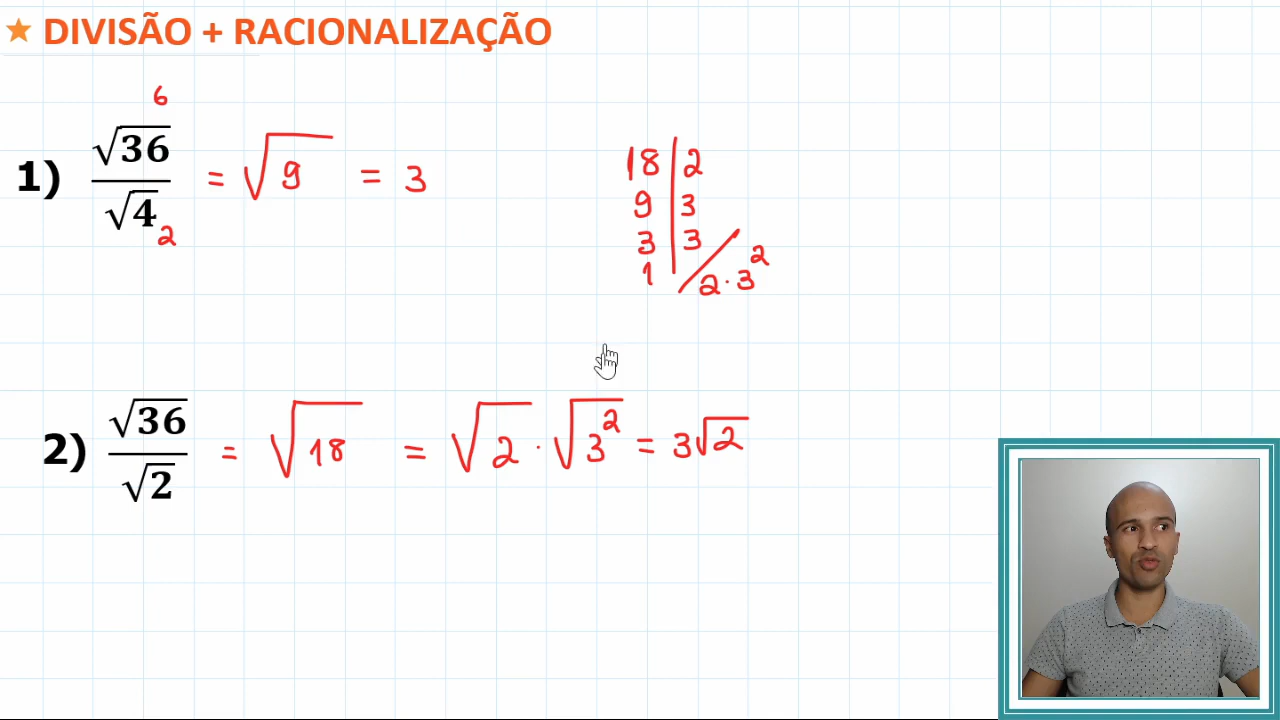 ★ DIVISÃO + RACIONALIZAÇÃO
6
1) √36 / √4 = √9 = 3
2
18 | 2
9 | 3
3 | 3
1 / 2 · 3²
2) √36 / √2 = √18 = √2 · √3² = 3√2